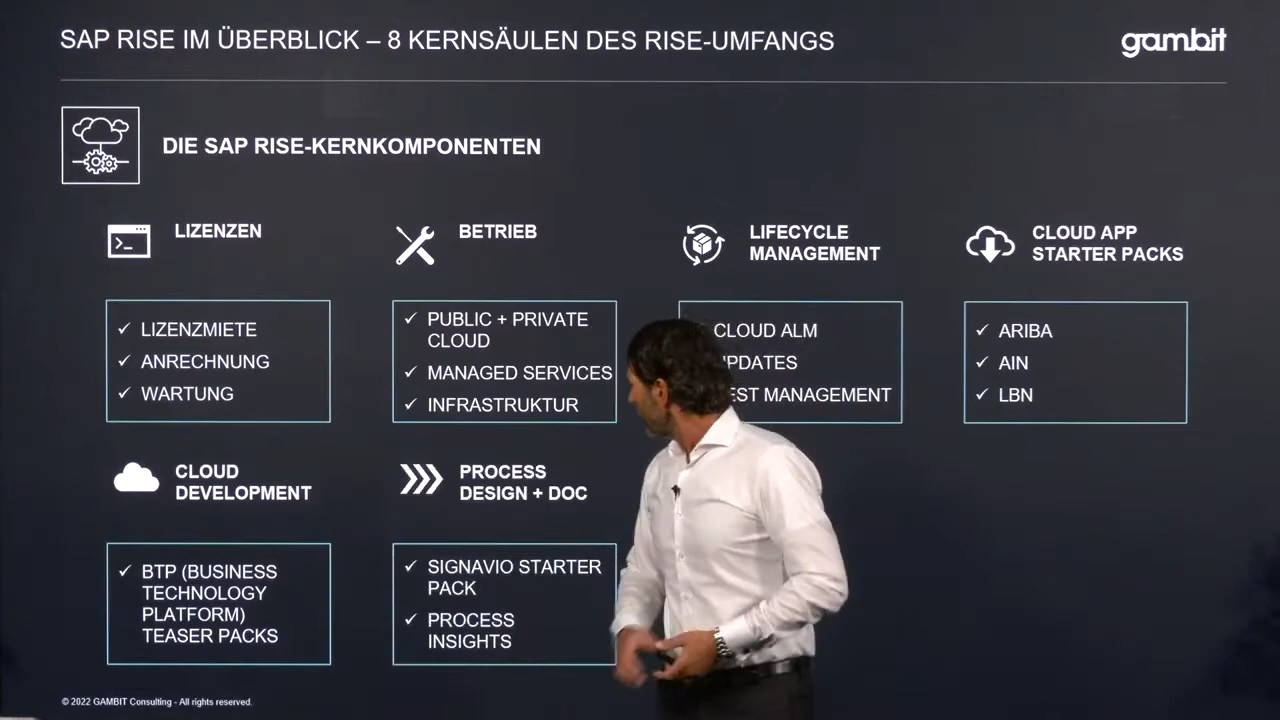 SAP RISE IM ÜBERBLICK – 8 KERNSÄULEN DES RISE-UMFANGS
gambit
DIE SAP RISE-KERNKOMPONENTEN
LIZENZEN
✓ LIZENZMIETE
✓ ANRECHNUNG
✓ WARTUNG
BETRIEB
✓ PUBLIC + PRIVATE
CLOUD
✓ MANAGED SERVICES
✓ INFRASTRUKTUR
LIFECYCLE
MANAGEMENT
CLOUD ALM
MANAGEMENT
CLOUD APP
STARTER PACKS
✓ ARIBA
✓ AIN
✓ LBN
CLOUD
DEVELOPMENT
✓ BTP (BUSINESS
TECHNOLOGY
PLATFORM)
TEASER PACKS
PROCESS
DESIGN + DOC
✓ SIGNAVIO STARTER
PACK
✓ PROCESS
INSIGHTS
© 2022 GAMBIT Consulting - All rights reserved.